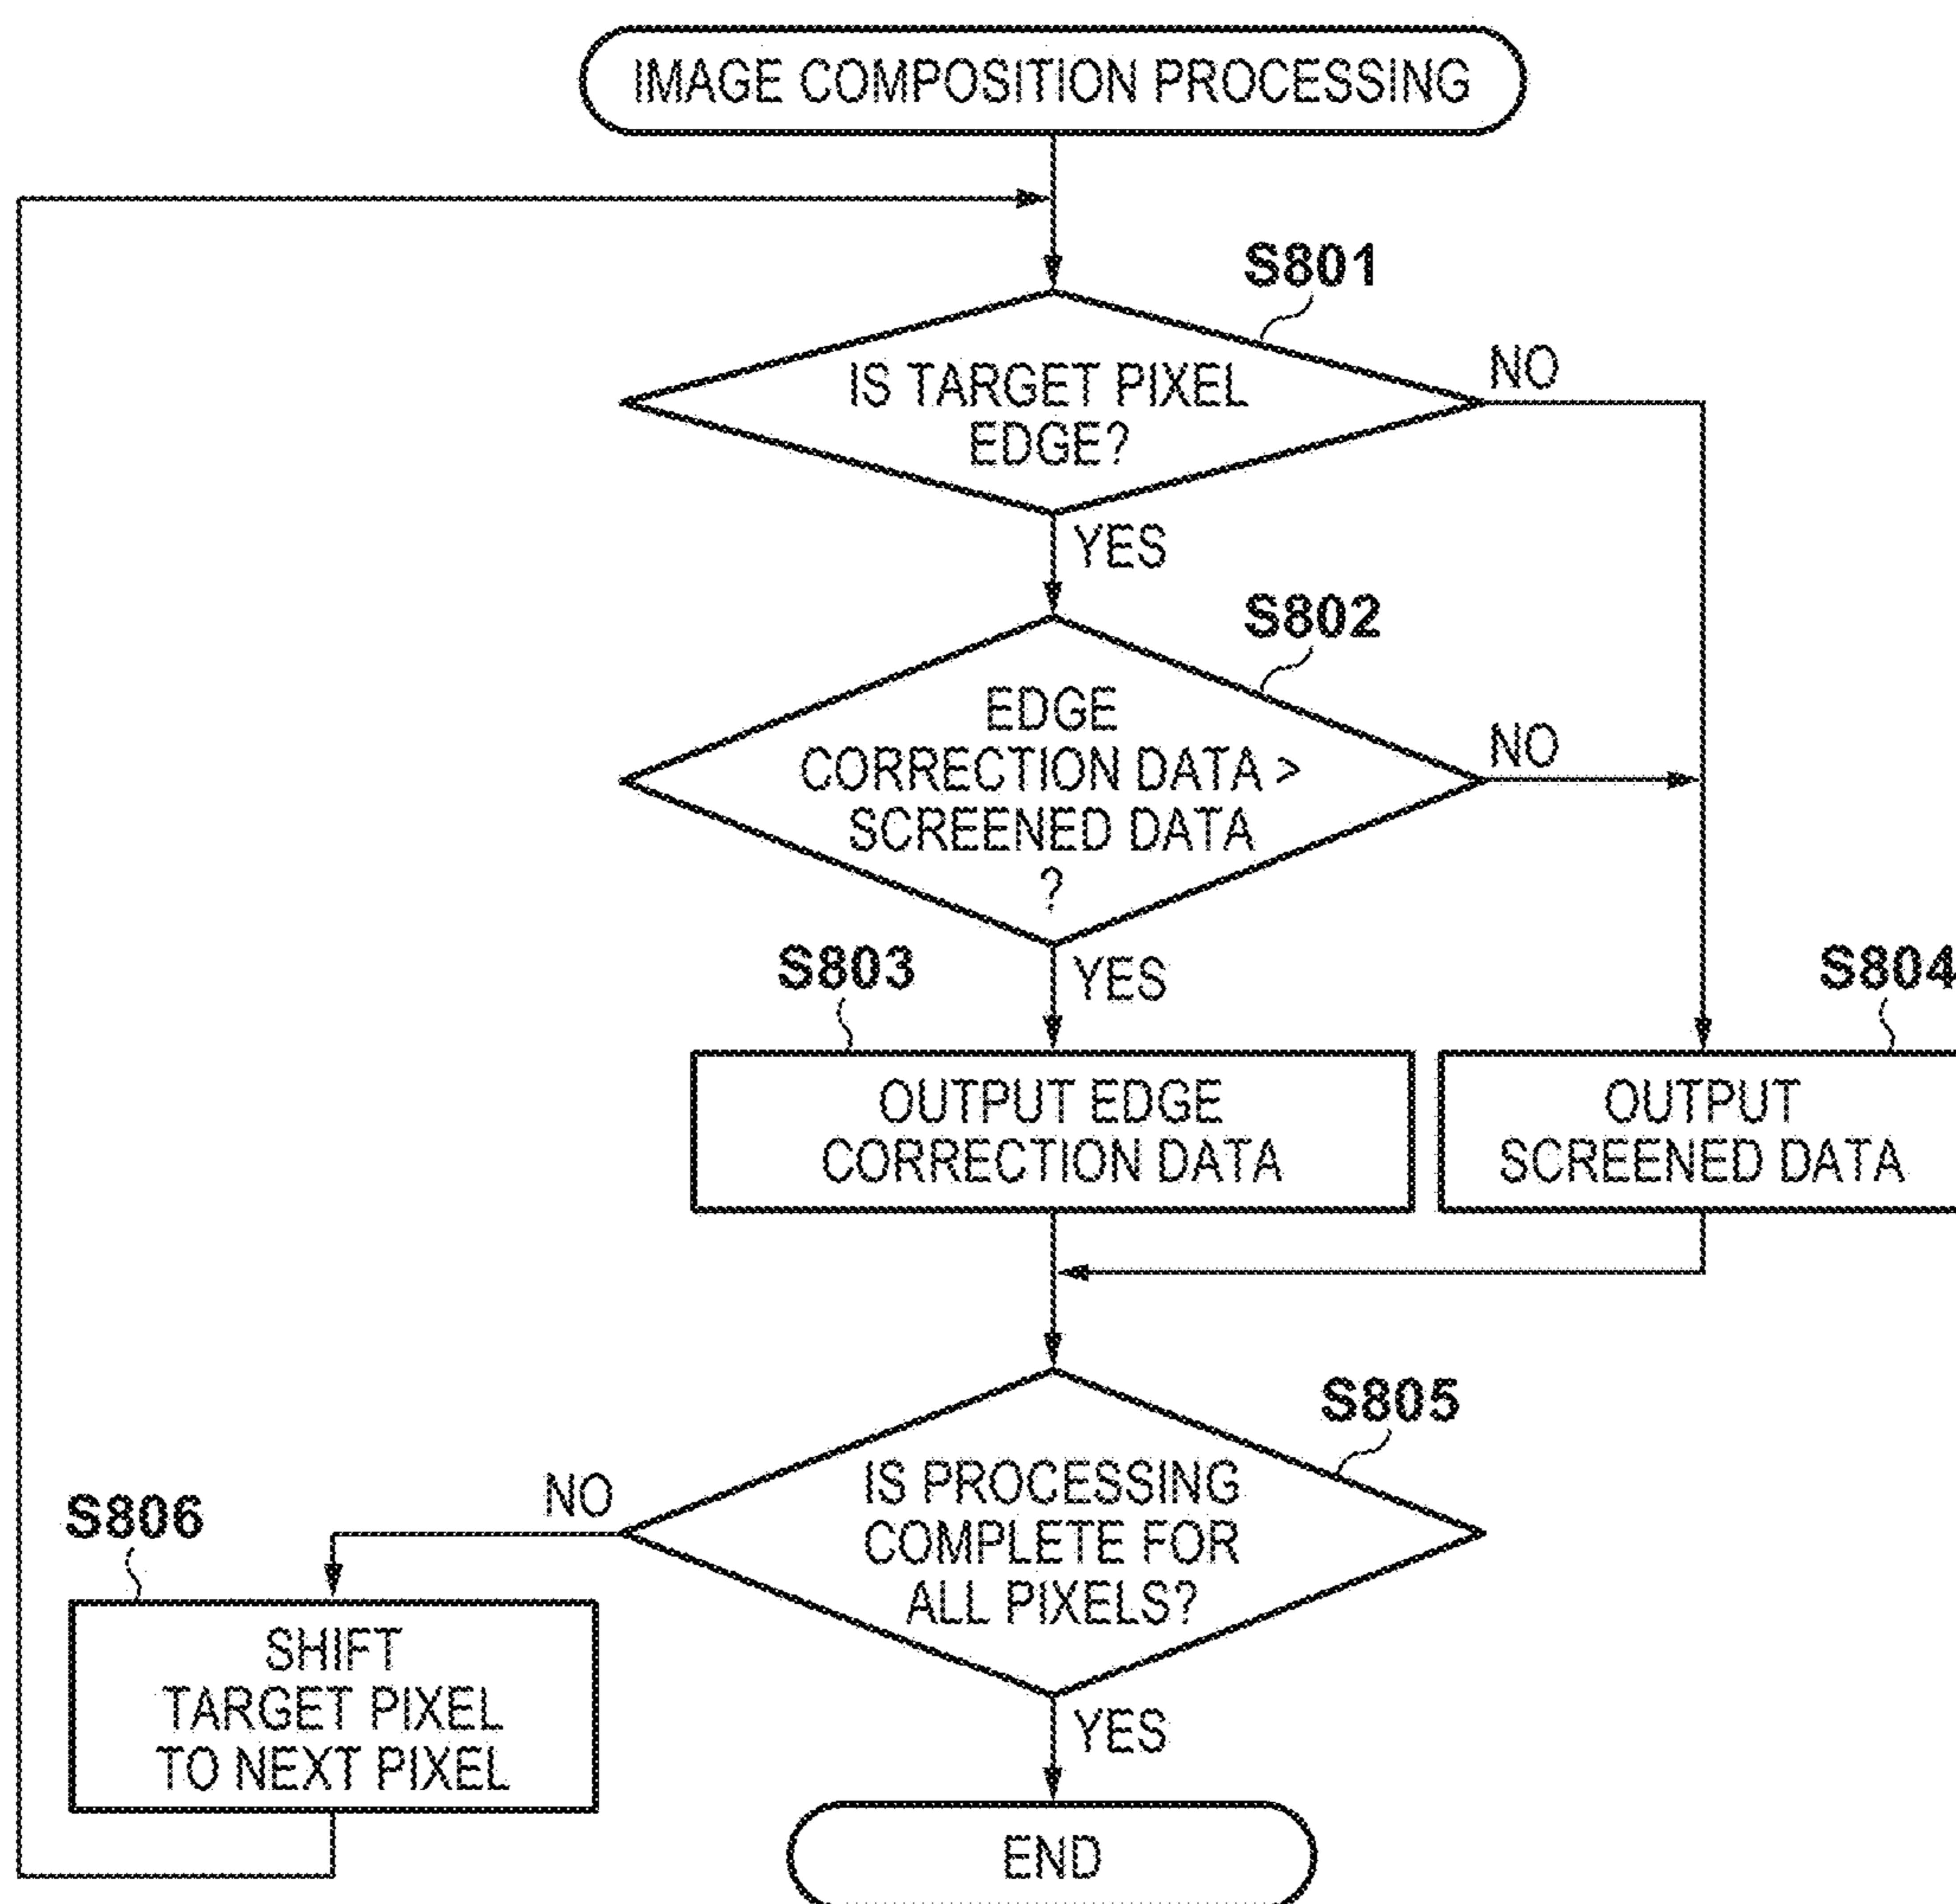 IMAGE COMPOSITION PROCESSING
S801
IS TARGET PIXEL
EDGE?
NO
YES
S802
EDGE
CORRECTION DATA >
SCREENED DATA
?
NO
YES
S803
OUTPUT EDGE
CORRECTION DATA
S804
OUTPUT
SCREENED DATA
S805
IS PROCESSING
COMPLETE FOR
ALL PIXELS?
NO
S806
SHIFT
TARGET PIXEL
TO NEXT PIXEL
YES
END